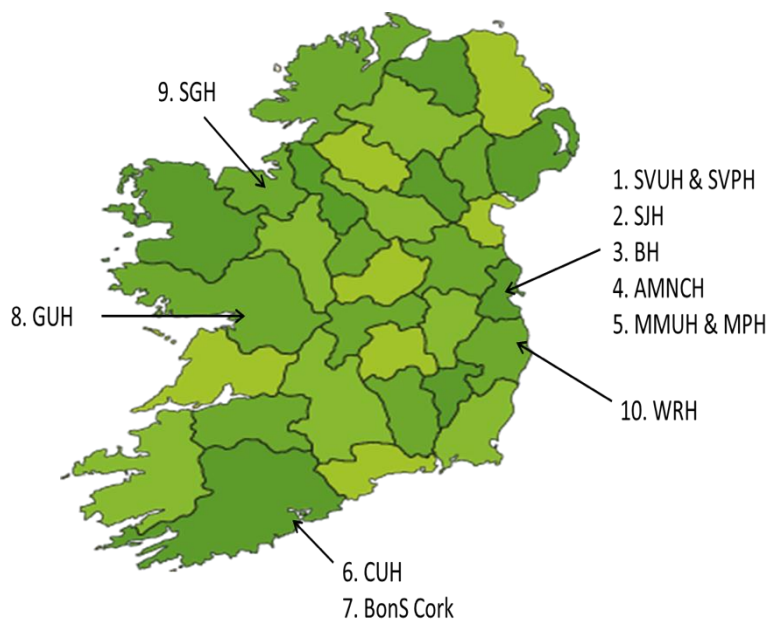 9. SGH
1. SVUH & SVPH
2. SJH
3. BH
4. AMNCH
5. MMUH & MPH
8. GUH
10. WRH
6. CUH
7. BonS Cork